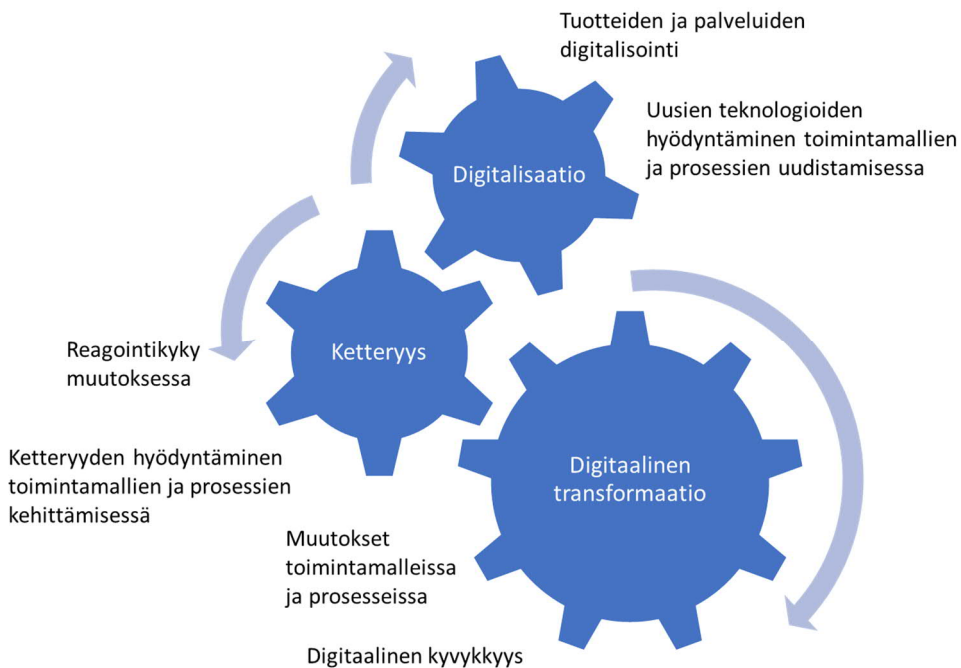 Tuotteiden ja palveluiden
digitalisointi
Uusien teknologioiden
hyödyntäminen toimintamallien
ja prosessien uudistamisessa
Digitalisaatio
Reagointikyky
muutoksessa
Ketteryys
Ketteryyden hyödyntäminen
toimintamallien ja prosessien
kehittämisessä
Digitaalinen
transformaatio
Muutokset
toimintamalleissa
ja prosesseissa
Digitaalinen kyvykkyys